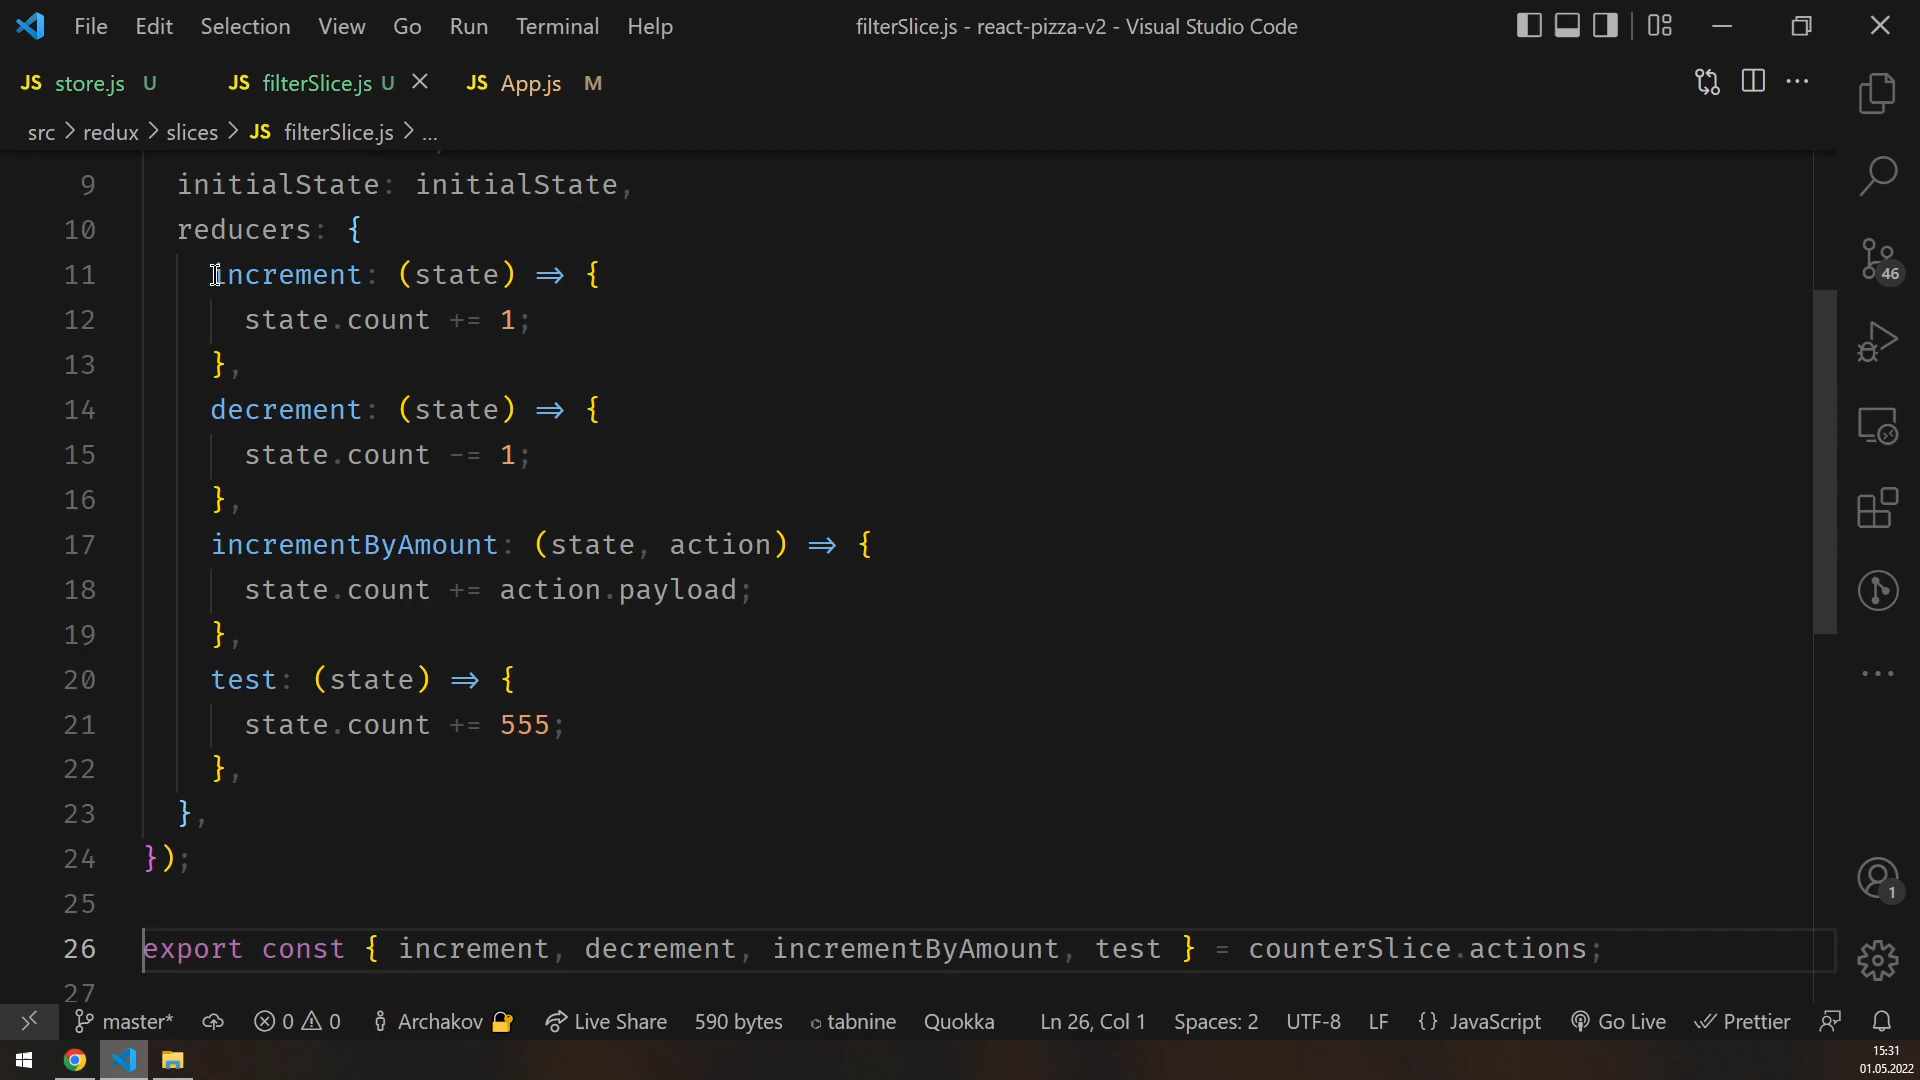 File Edit Selection View Go Run Terminal Help filterSlice.js - react-pizza-v2 - Visual Studio Code
JS store.js U JS filterSlice.js U JS App.js M
src > redux > slices > JS filterSlice.js > ...
9 initialState: initialState,
10 reducers: {
11 increment: (state) => {
12 state.count += 1;
13 },
14 decrement: (state) => {
15 state.count -= 1;
16 },
17 incrementByAmount: (state, action) => {
18 state.count += action.payload;
19 },
20 test: (state) => {
21 state.count += 555;
22 },
23 },
24 });
25
26 export const { increment, decrement, incrementByAmount, test } = counterSlice.actions;
27
46
1
master* 0 0 Archakov Live Share 590 bytes tabnine Quokka Ln 26, Col 1 Spaces: 2 UTF-8 LF {} JavaScript Go Live Prettier
15:31
01.05.2022